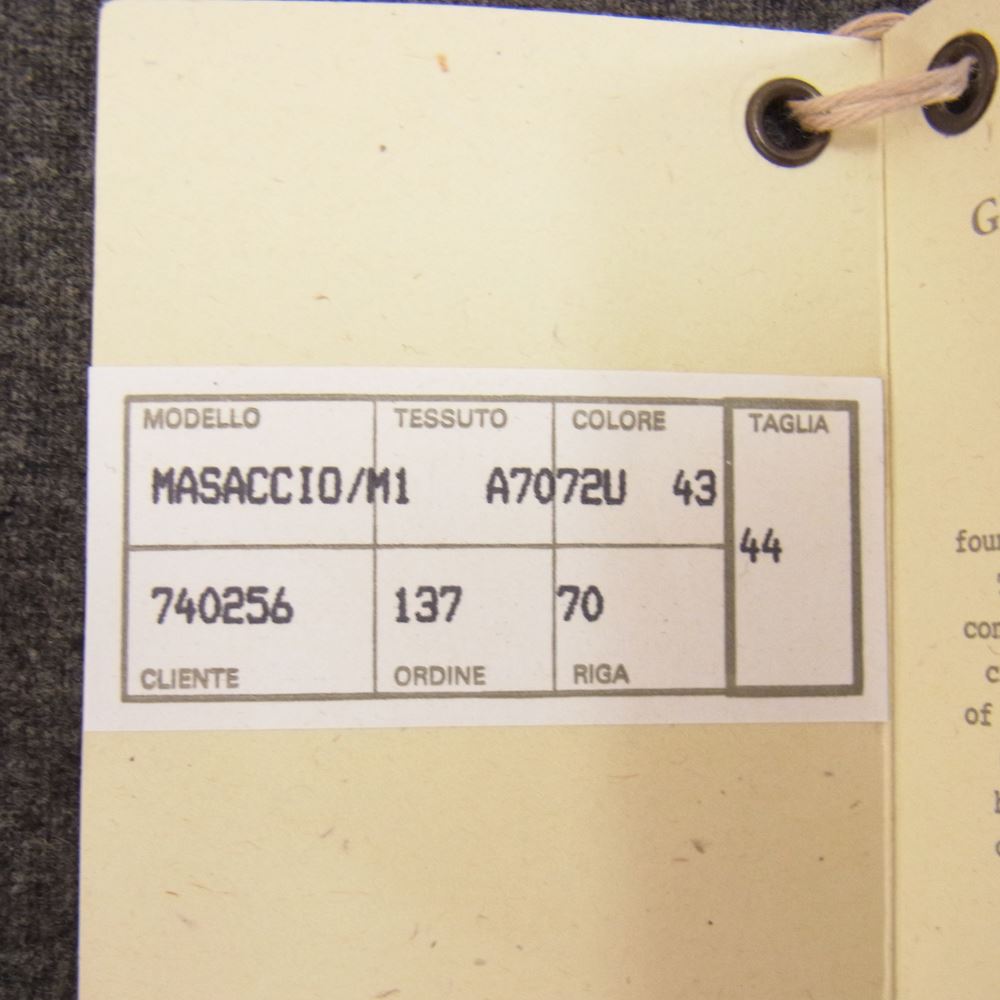 MODELLO TESSUTO COLORE TAGLIA
MASACCIO/M1 A7072U 43
44
740256 137 70
CLIENTE ORDINE RIGA
G
four
con
c
of